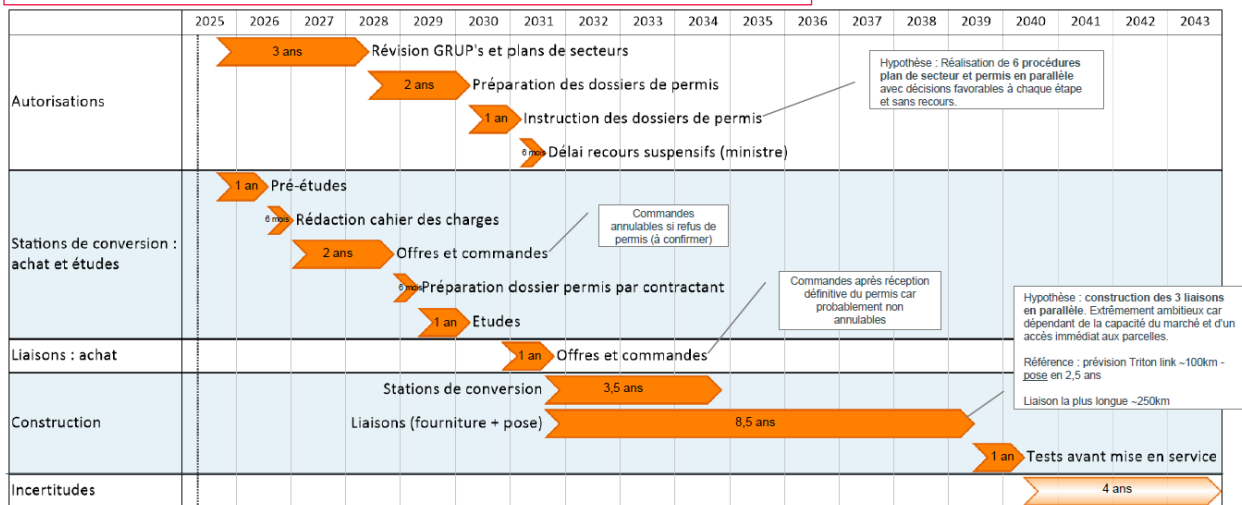 2025 2026 2027 2028 2029 2030 2031 2032 2033 2034 2035 2036 2037 2038 2039 2040 2041 2042 2043
Autorisations
3 ans Révision GRUP's et plans de secteurs
2 ans Préparation des dossiers de permis
1 an Instruction des dossiers de permis
6 mois Délai recours suspensifs (ministre)
Hypothèse : Réalisation de 6 procédures
plan de secteur et permis en parallèle
avec décisions favorables à chaque étape
et sans recours.
Stations de conversion :
achat et études
1 an Pré-études
6 mois Rédaction cahier des charges
2 ans Offres et commandes
6 mois Préparation dossier permis par contractant
1 an Etudes
Commandes
annulables si refus de
permis (à confirmer)
Liaisons : achat
1 an Offres et commandes
Commandes après réception
définitive du permis car
probablement non
annulables
Construction
Stations de conversion 3,5 ans
Liaisons (fourniture + pose) 8,5 ans
1 an Tests avant mise en service
Hypothèse : construction des 3 liaisons
en parallèle. Extrêmement ambitieux car
dépendant de la capacité du marché et d'un
accès immédiat aux parcelles.
Référence : prévision Triton link ~100km -
pose en 2,5 ans
Liaison la plus longue ~250km
Incertitudes
4 ans